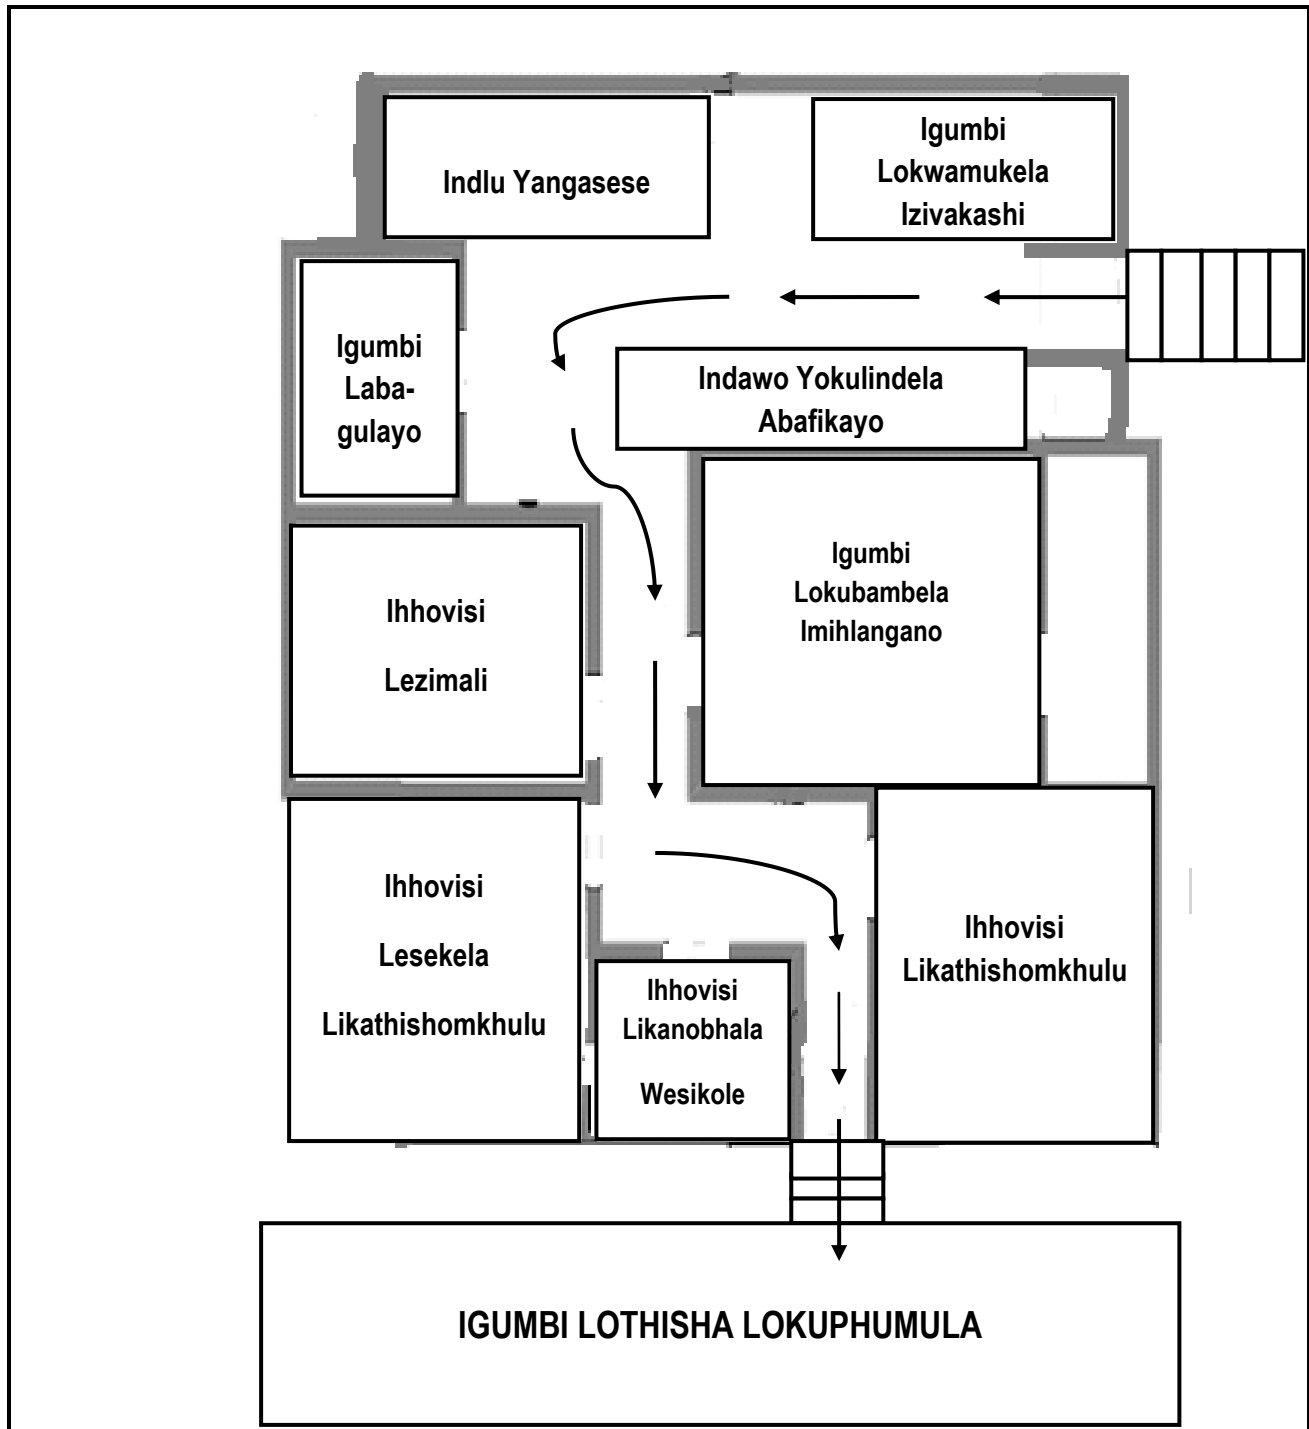 Indlu Yangasese
Igumbi
Lokwamukela
Izivakashi
Igumbi
Laba-
gulayo
Indawo Yokulindela
Abafikayo
Ihhovisi
Lezimali
Igumbi
Lokubambela
Imihlangano
Ihhovisi
Lesekela
Likathishomkhulu
Ihhovisi
Likanobhala
Wesikole
Ihhovisi
Likathishomkhulu
IGUMBI LOTHISHA LOKUPHUMULA